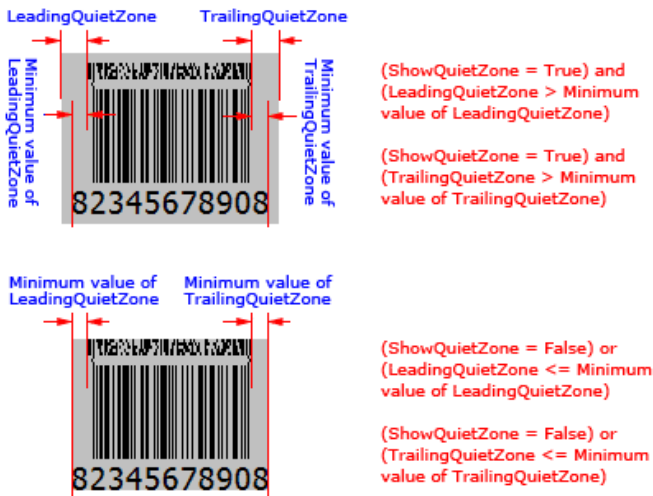 LeadingQuietZone
TrailingQuietZone
Minimum value of
LeadingQuietZone
Minimum value of
TrailingQuietZone
82345678908
(ShowQuietZone = True) and
(LeadingQuietZone > Minimum
value of LeadingQuietZone)
(ShowQuietZone = True) and
(TrailingQuietZone > Minimum
value of TrailingQuietZone)
Minimum value of
LeadingQuietZone
Minimum value of
TrailingQuietZone
82345678908
(ShowQuietZone = False) or
(LeadingQuietZone <= Minimum
value of LeadingQuietZone)
(ShowQuietZone = False) or
(TrailingQuietZone <= Minimum
value of TrailingQuietZone)